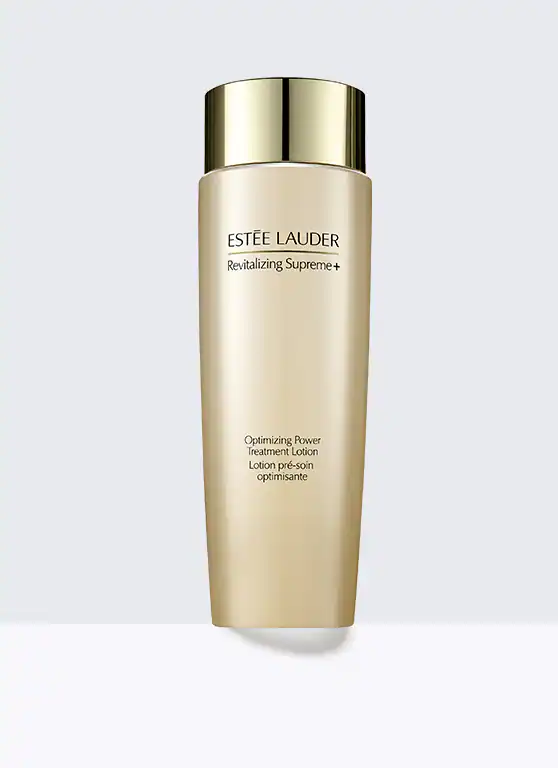 ESTĒE LAUDER
Revitalizing Supreme+
Optimizing Power
Treatment Lotion
Lotion pré-soin
optimisante